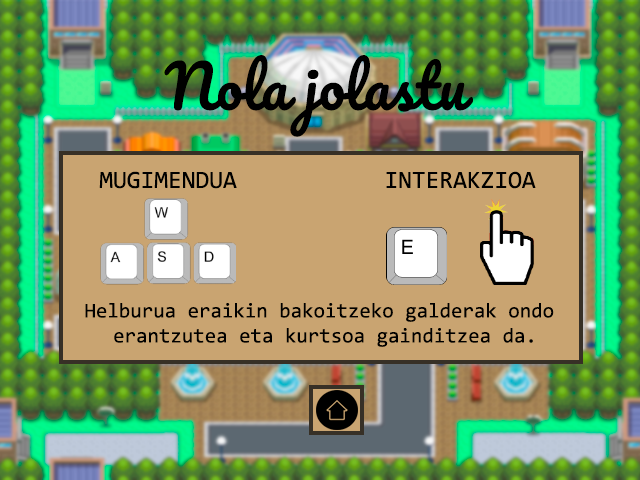 Nola jolastu
MUGIMENDUA
INTERAKZIOA
W
A S D
E
Helburua eraikin bakoitzeko galderak ondo
erantzutea eta kurtsoa gainditzea da.